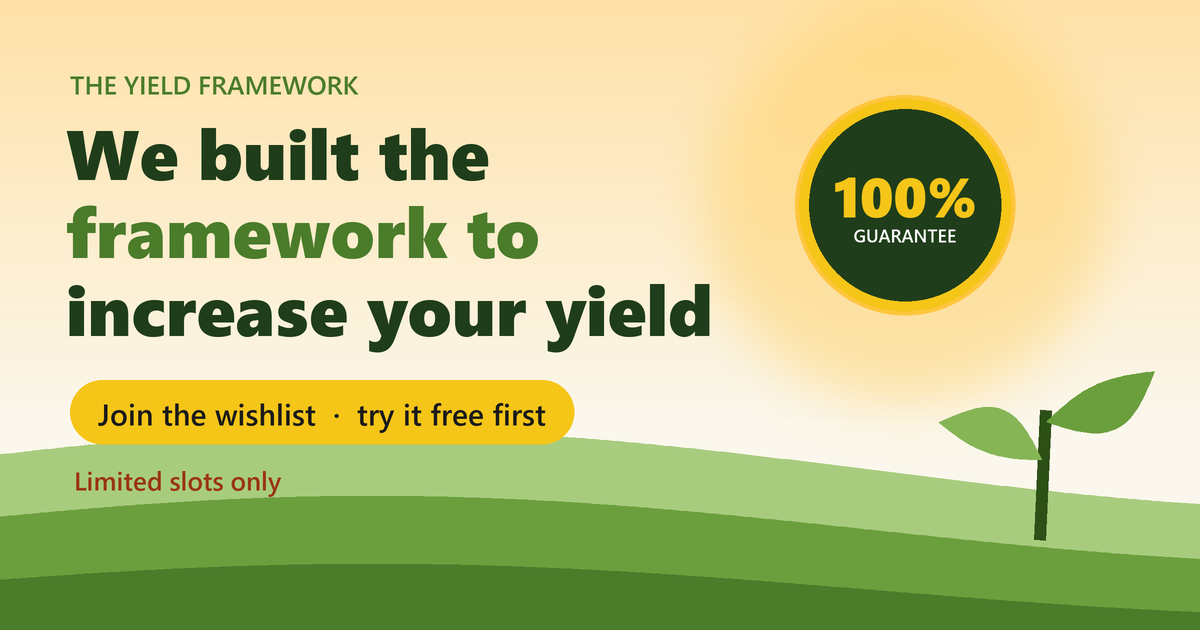 THE YIELD FRAMEWORK
We built the
framework to
increase your yield
100%
GUARANTEE
Join the wishlist · try it free first
Limited slots only